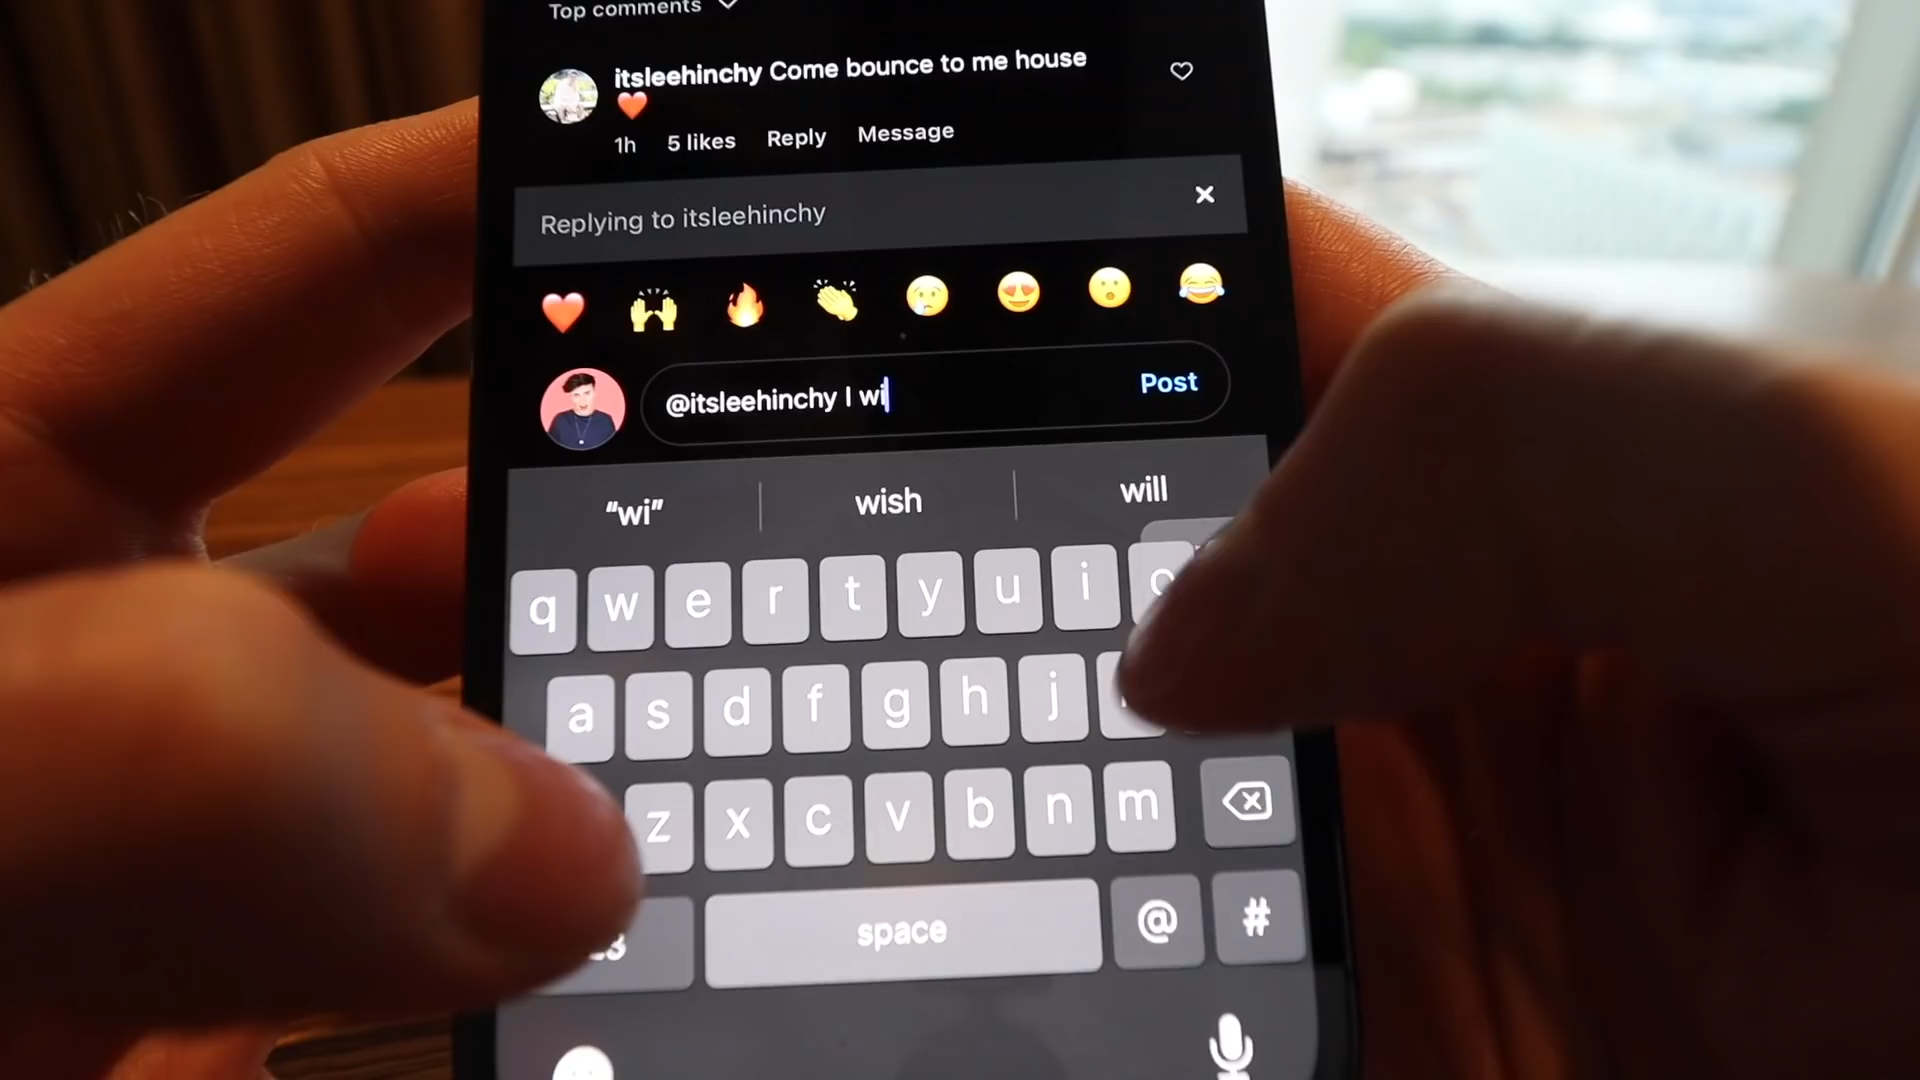 Top comments
itsleehinchy Come bounce to me house
❤️
1h 5 likes Reply Message
Replying to itsleehinchy
@itsleehinchy I wi Post
“wi” wish will
q w e r t y u i o
a s d f g h j
z x c v b n m
space @ #